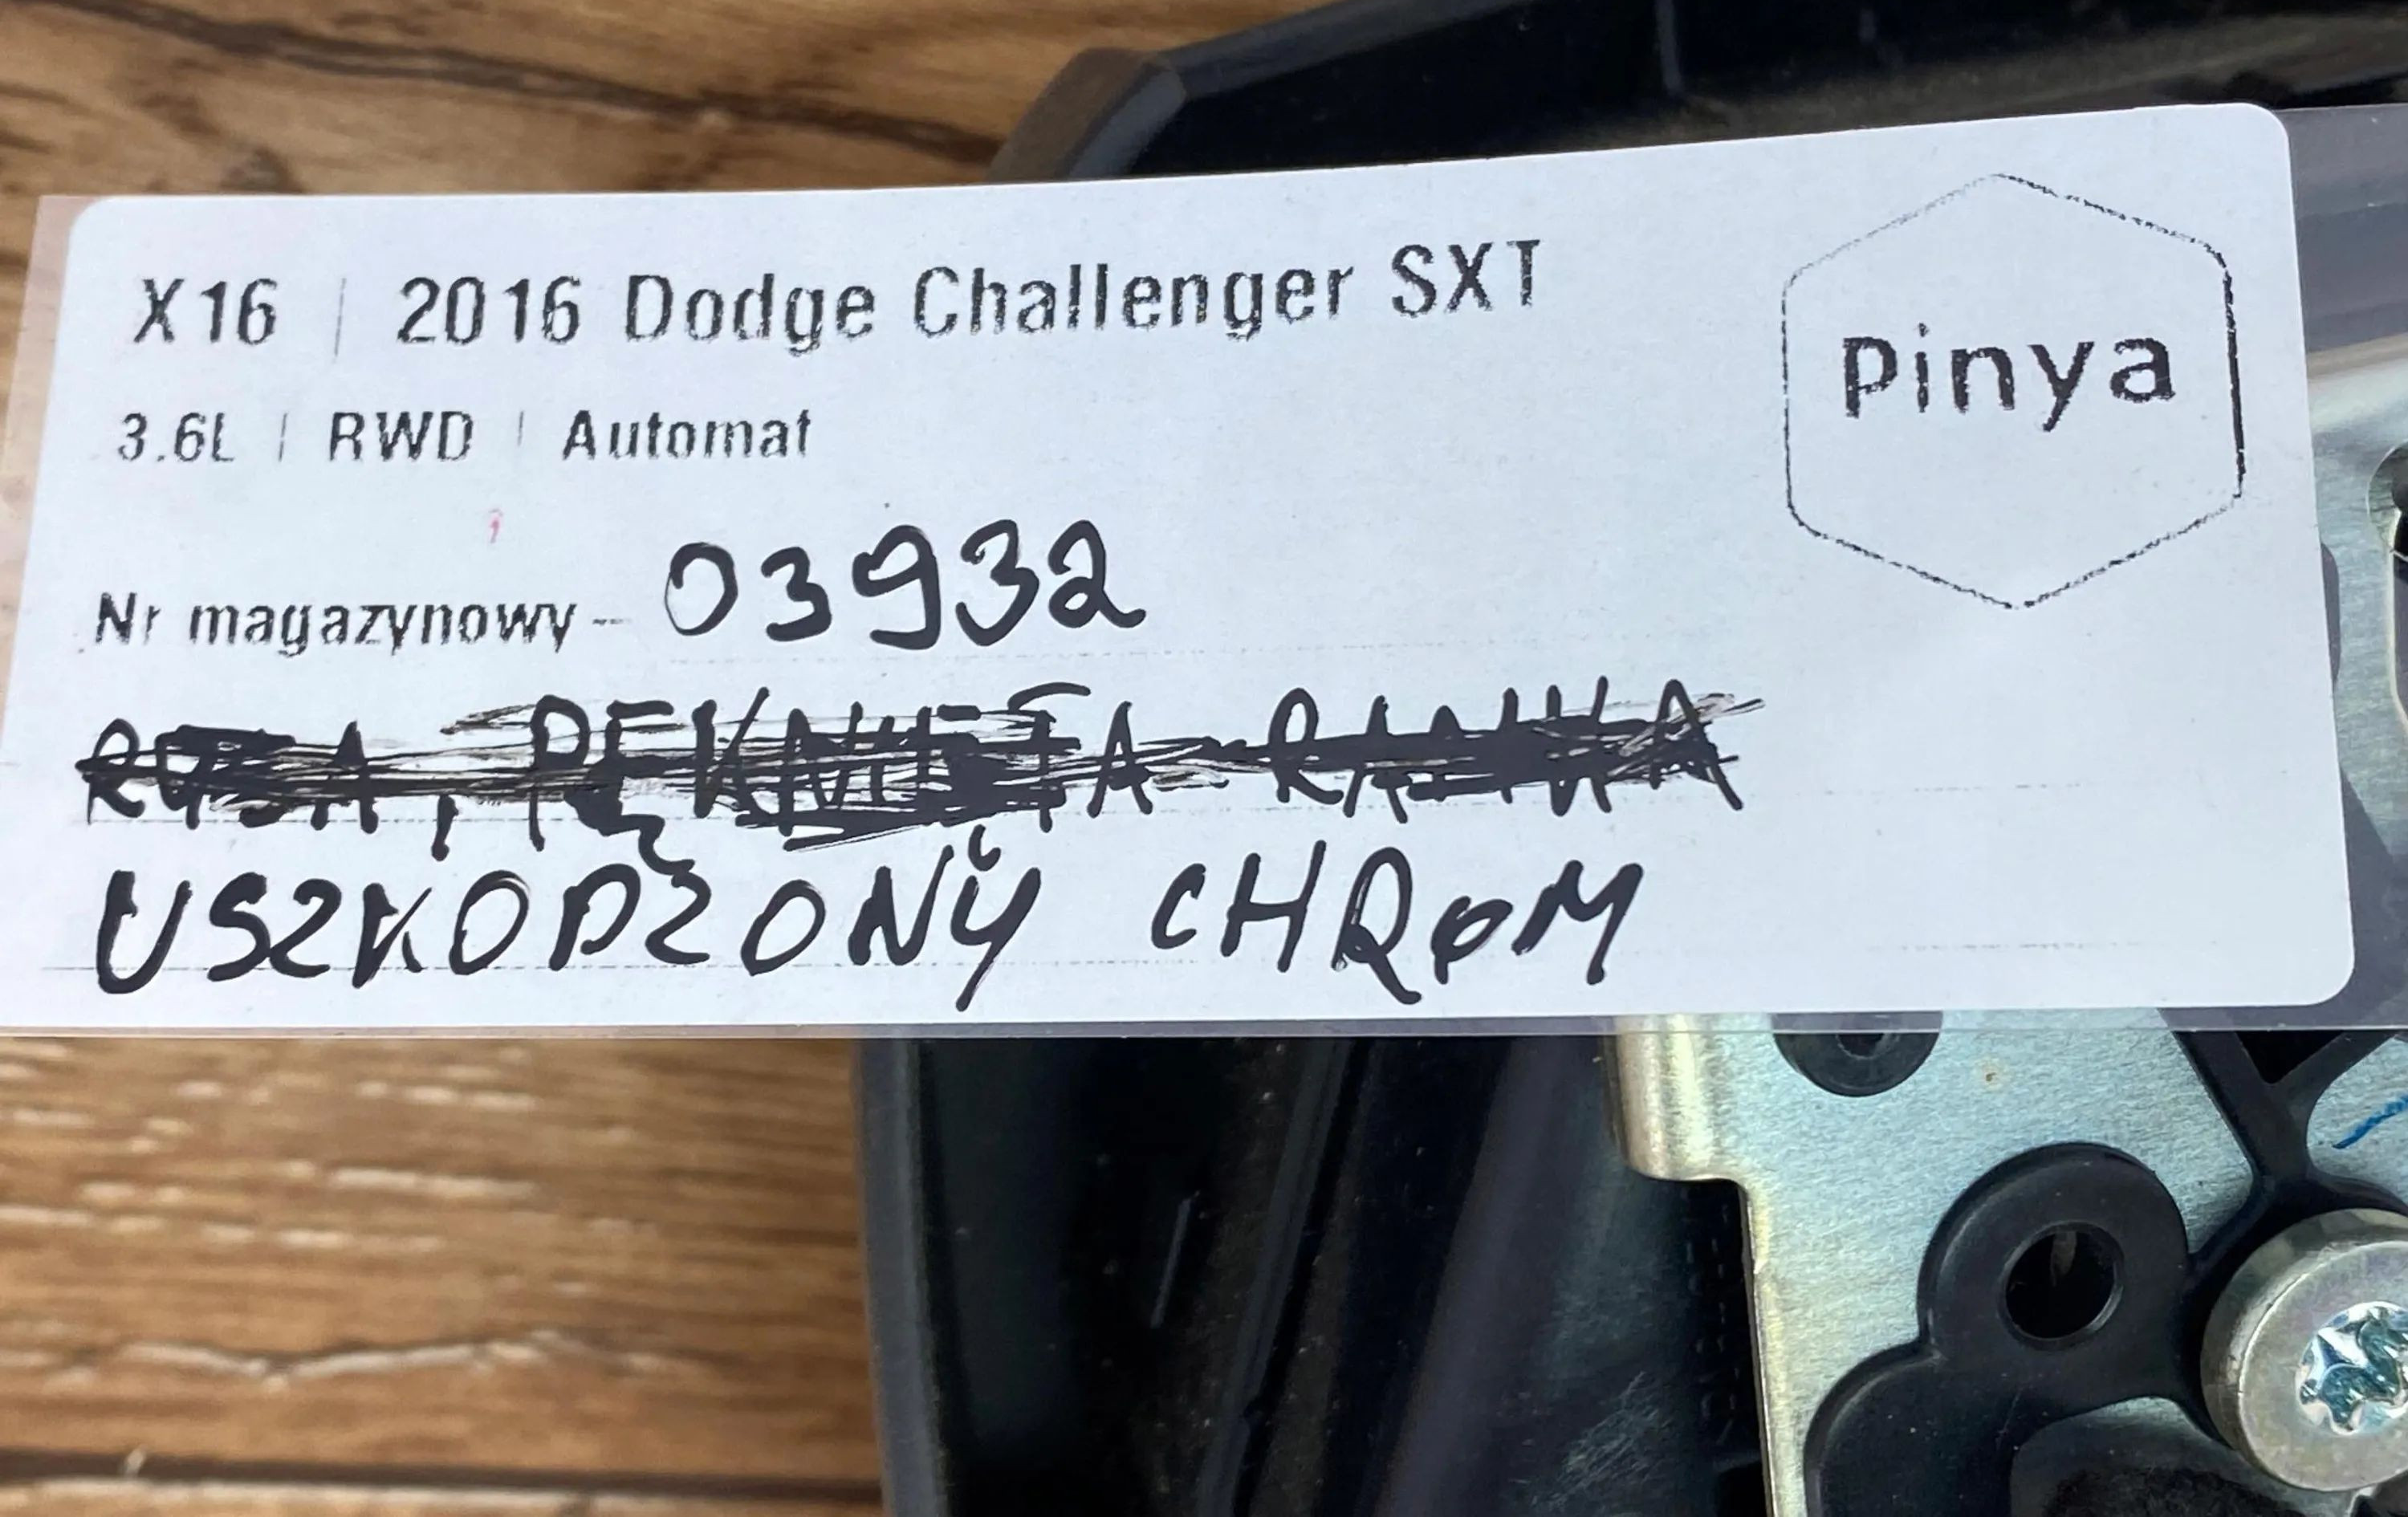 X16 | 2016 Dodge Challenger SXT
Pinya
3.6L | RWD | Automat
Nr magazynowy - 03932
USZKODZONY CHROM